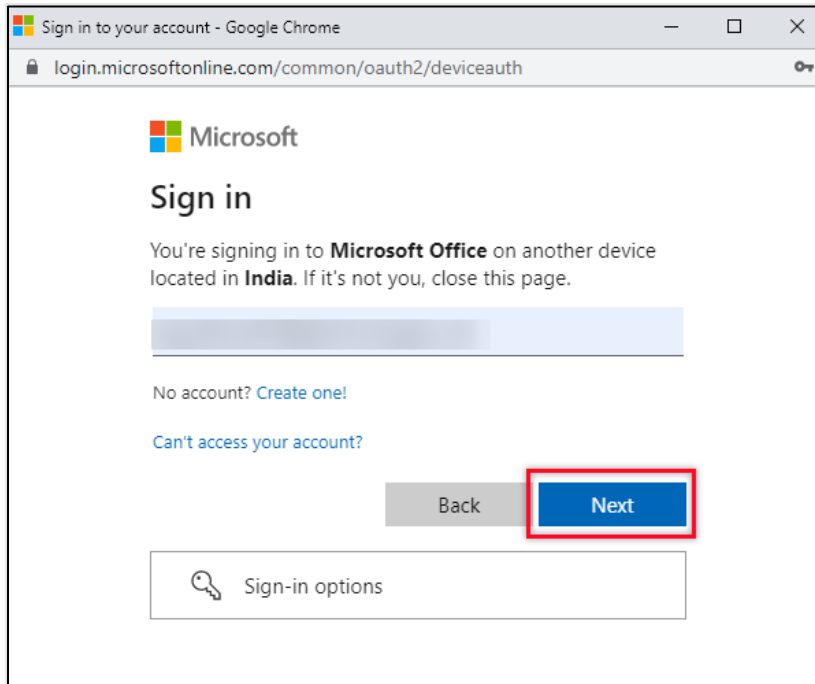 Sign in to your account - Google Chrome
login.microsoftonline.com/common/oauth2/deviceauth
Microsoft
Sign in
You're signing in to Microsoft Office on another device
located in India. If it's not you, close this page.
No account? Create one!
Can't access your account?
Back Next
Sign-in options